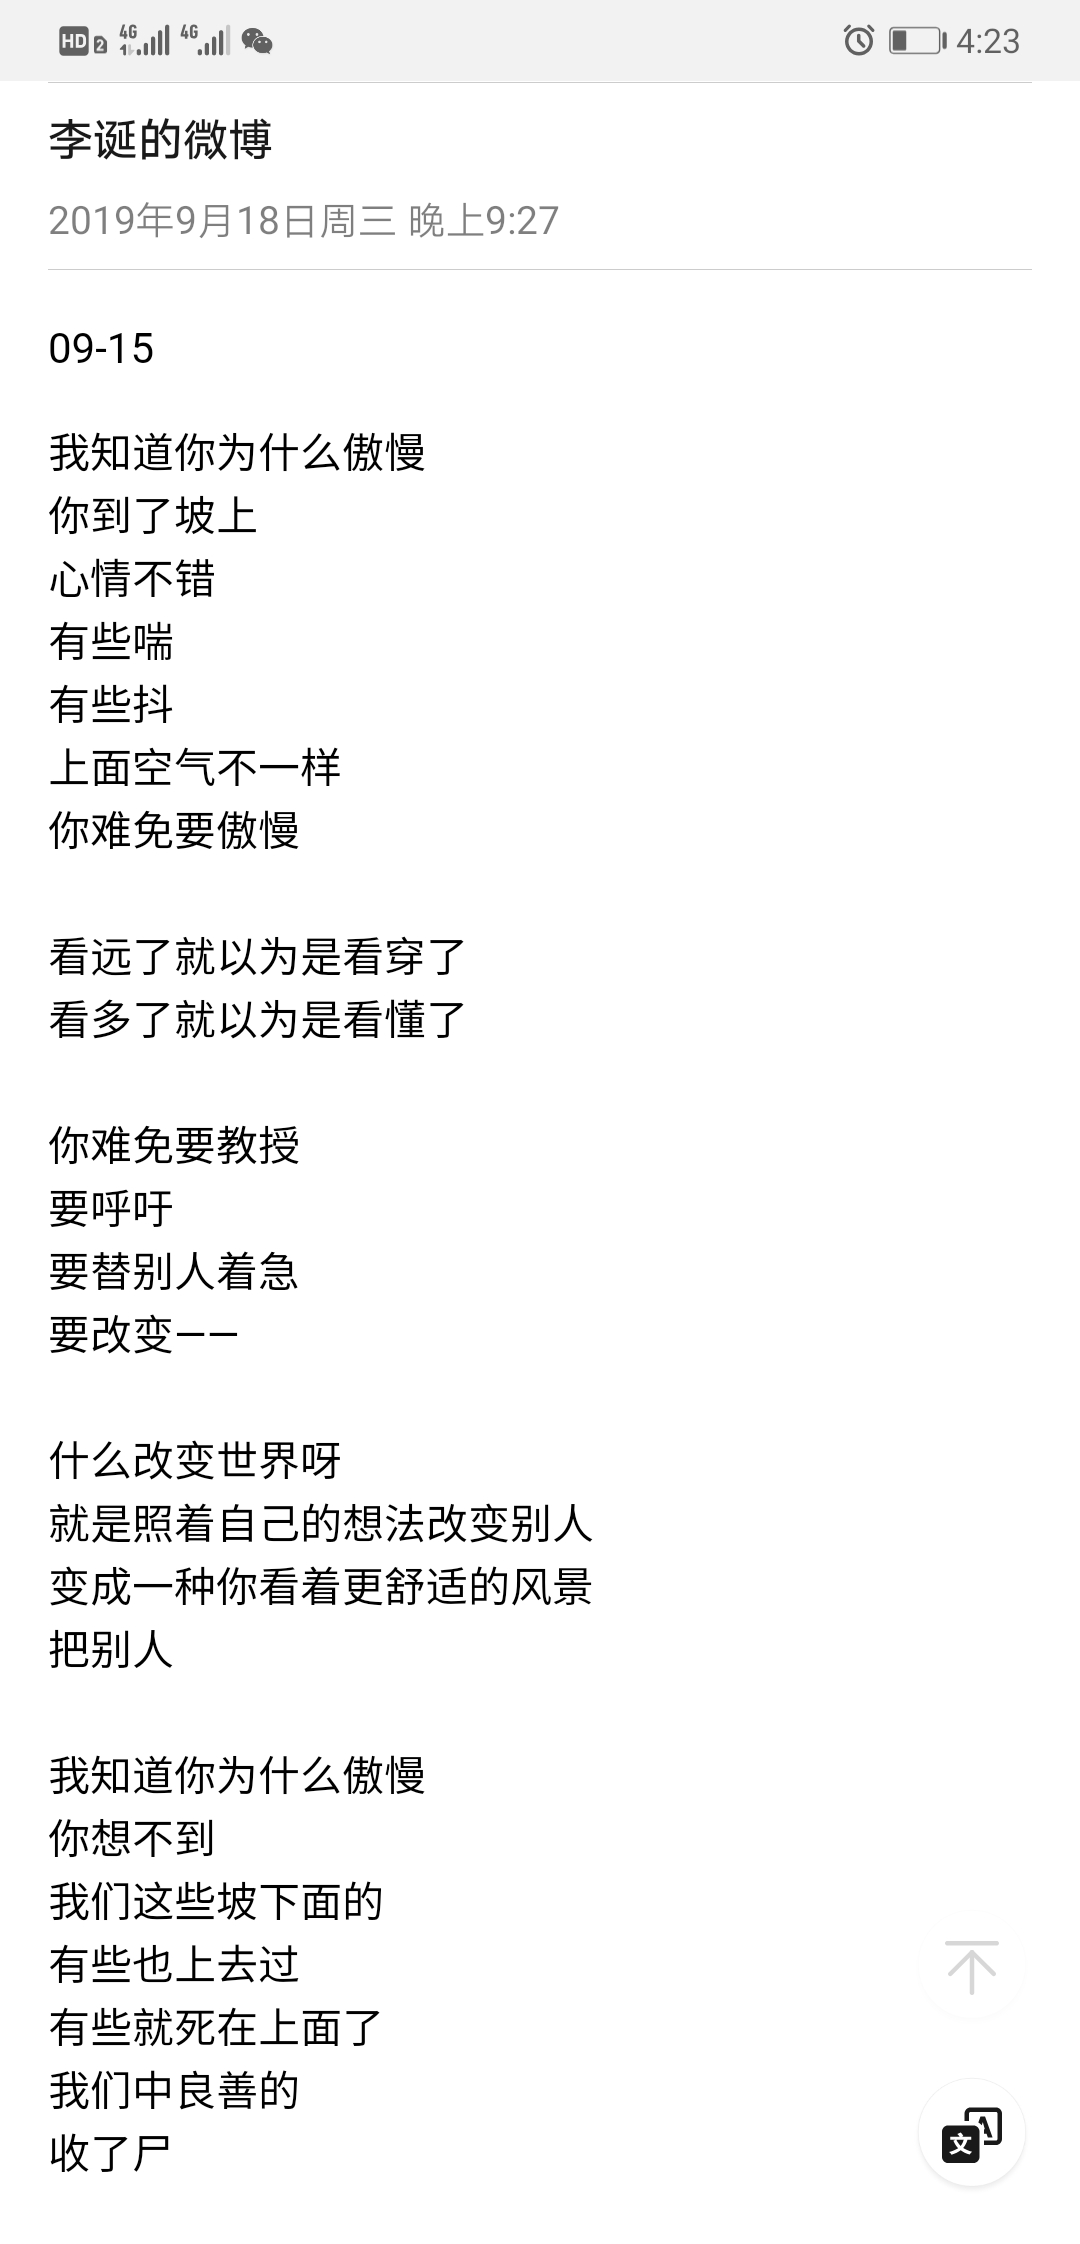 HD 2 4G 4G 4:23
李诞的微博
2019年9月18日周三 晚上9:27
09-15
我知道你为什么傲慢
你到了坡上
心情不错
有些喘
有些抖
上面空气不一样
你难免要傲慢
看远了就以为是看穿了
看多了就以为是看懂了
你难免要教授
要呼吁
要替别人着急
要改变——
什么改变世界呀
就是照着自己的想法改变别人
变成一种你看着更舒适的风景
把别人
我知道你为什么傲慢
你想不到
我们这些坡下面的
有些也上去过
有些就死在上面了
我们中良善的
收了尸
文A